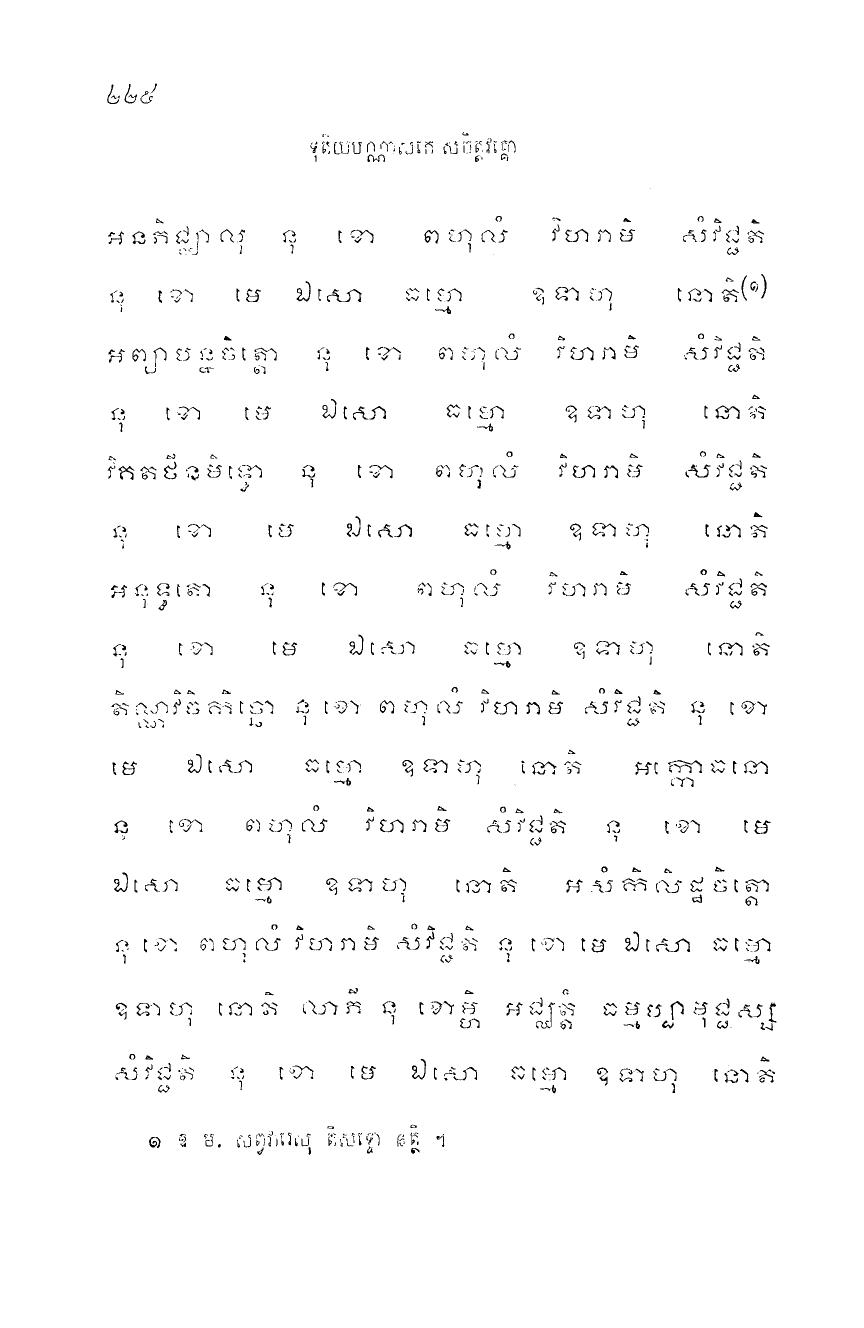 ២២៥
ទុតិយបណ្ណាសកេ សចិត្តវគ្គោ
អនភិជ្ឈាលុ នុ ខោ ពហុលំ វិហរាមិ សំវិជ្ជតិ
នុ ខោ មេ ឯសោ ធម្មោ ឧទាហុ នោតិ(១)
អព្យាបន្នចិត្តោ នុ ខោ ពហុលំ វិហរាមិ សំវិជ្ជតិ
នុ ខោ មេ ឯសោ ធម្មោ ឧទាហុ នោតិ
វិគតថីនមិទ្ធោ នុ ខោ ពហុលំ វិហរាមិ សំវិជ្ជតិ
នុ ខោ មេ ឯសោ ធម្មោ ឧទាហុ នោតិ
អនុទ្ធតោ នុ ខោ ពហុលំ វិហរាមិ សំវិជ្ជតិ
នុ ខោ មេ ឯសោ ធម្មោ ឧទាហុ នោតិ
តិណ្ណវិចិកិច្ឆោ នុ ខោ ពហុលំ វិហរាមិ សំវិជ្ជតិ នុ ខោ
មេ ឯសោ ធម្មោ ឧទាហុ នោតិ អក្កោធនោ
នុ ខោ ពហុលំ វិហរាមិ សំវិជ្ជតិ នុ ខោ មេ
ឯសោ ធម្មោ ឧទាហុ នោតិ អសំកិលិដ្ឋចិត្តោ
នុ ខោ ពហុលំ វិហរាមិ សំវិជ្ជតិ នុ ខោ មេ ឯសោ ធម្មោ
ឧទាហុ នោតិ លាភី នុ ខោម្ហិ អជ្ឈត្តំ ធម្មប្បាមុជ្ជស្ស
សំវិជ្ជតិ នុ ខោ មេ ឯសោ ធម្មោ ឧទាហុ នោតិ
១ ឱ ម. សព្វវារេសុ តិសទ្ទោ នត្ថិ ។